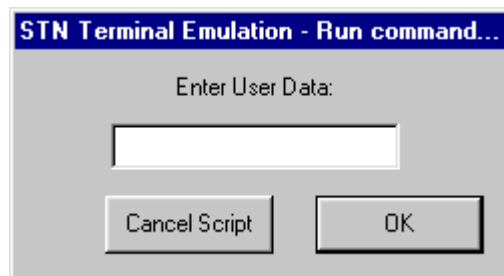 STN Terminal Emulation - Run command...
Enter User Data:
Cancel Script
OK